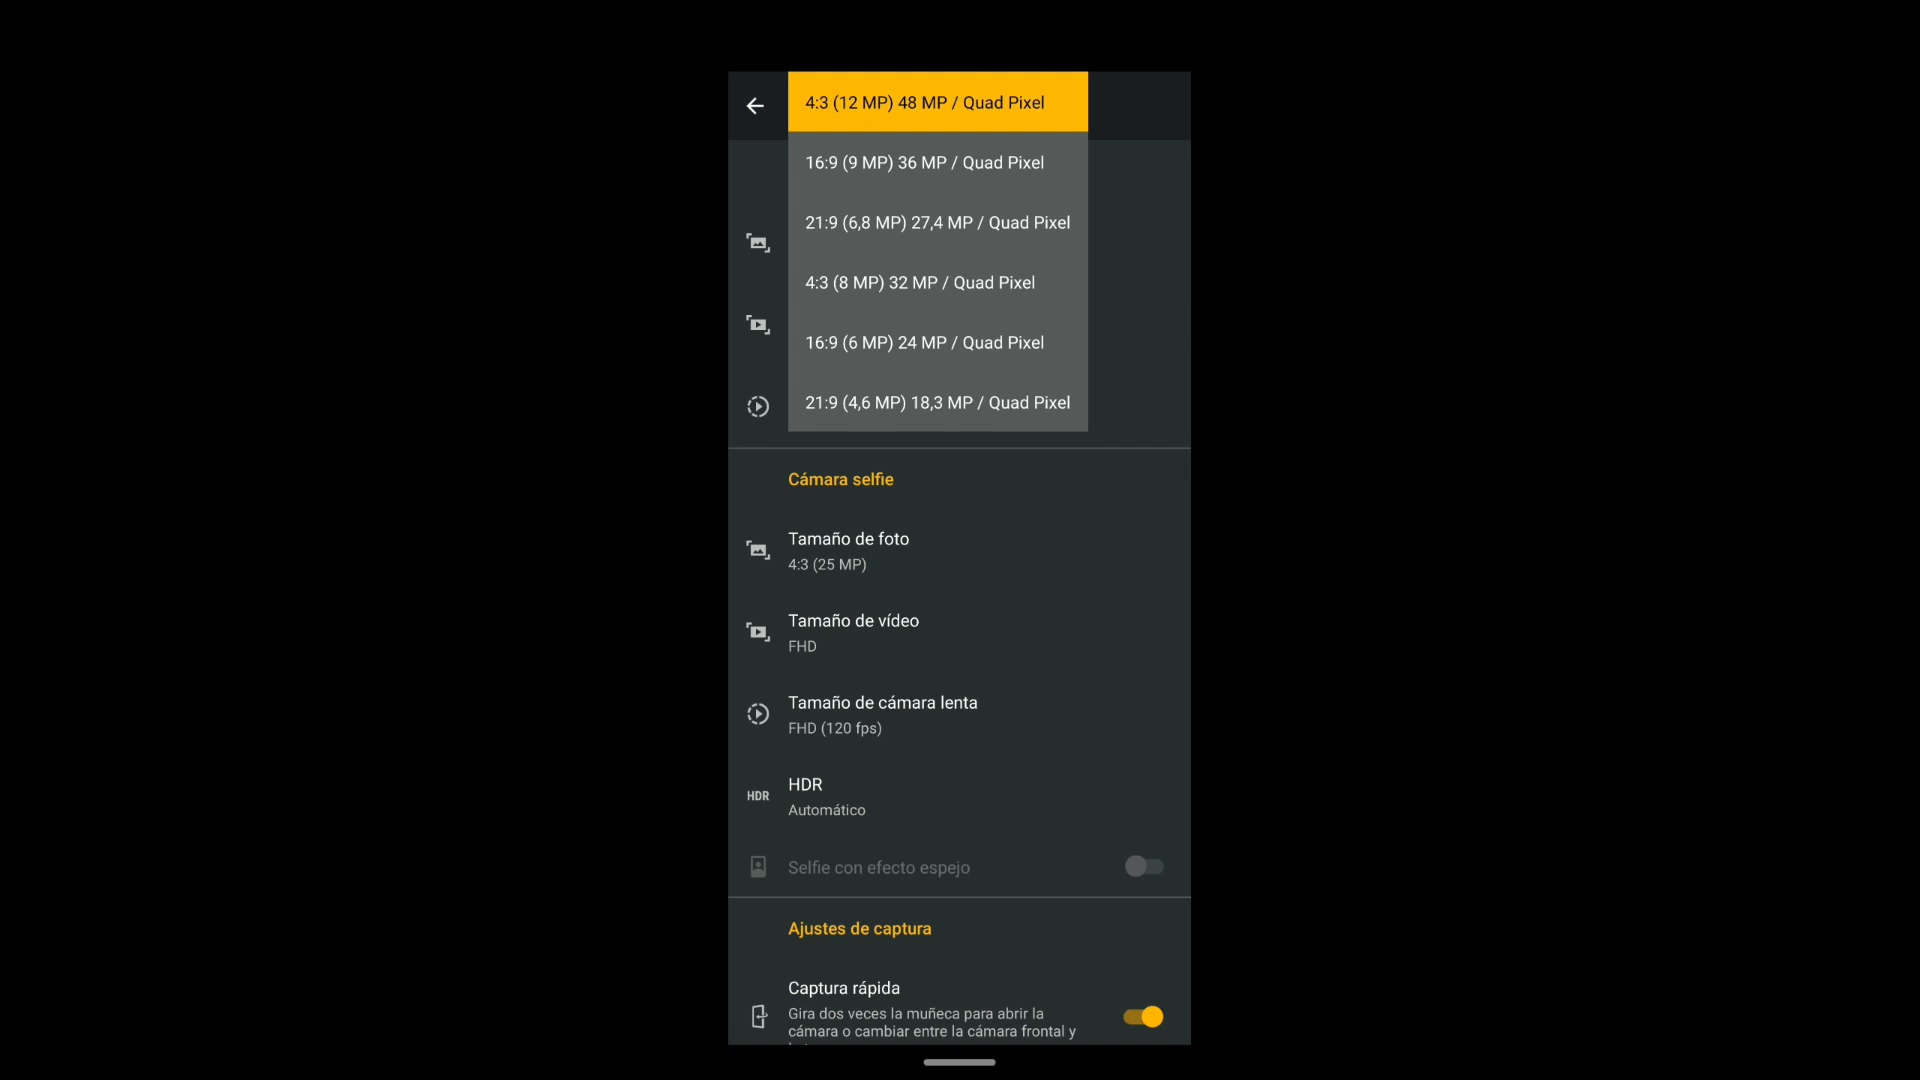 4:3 (12 MP) 48 MP / Quad Pixel
16:9 (9 MP) 36 MP / Quad Pixel
21:9 (6,8 MP) 27,4 MP / Quad Pixel
4:3 (8 MP) 32 MP / Quad Pixel
16:9 (6 MP) 24 MP / Quad Pixel
21:9 (4,6 MP) 18,3 MP / Quad Pixel
Cámara selfie
Tamaño de foto
4:3 (25 MP)
Tamaño de vídeo
FHD
Tamaño de cámara lenta
FHD (120 fps)
HDR
HDR
Automático
Selfie con efecto espejo
Ajustes de captura
Captura rápida
Gira dos veces la muñeca para abrir la
cámara o cambiar entre la cámara frontal y